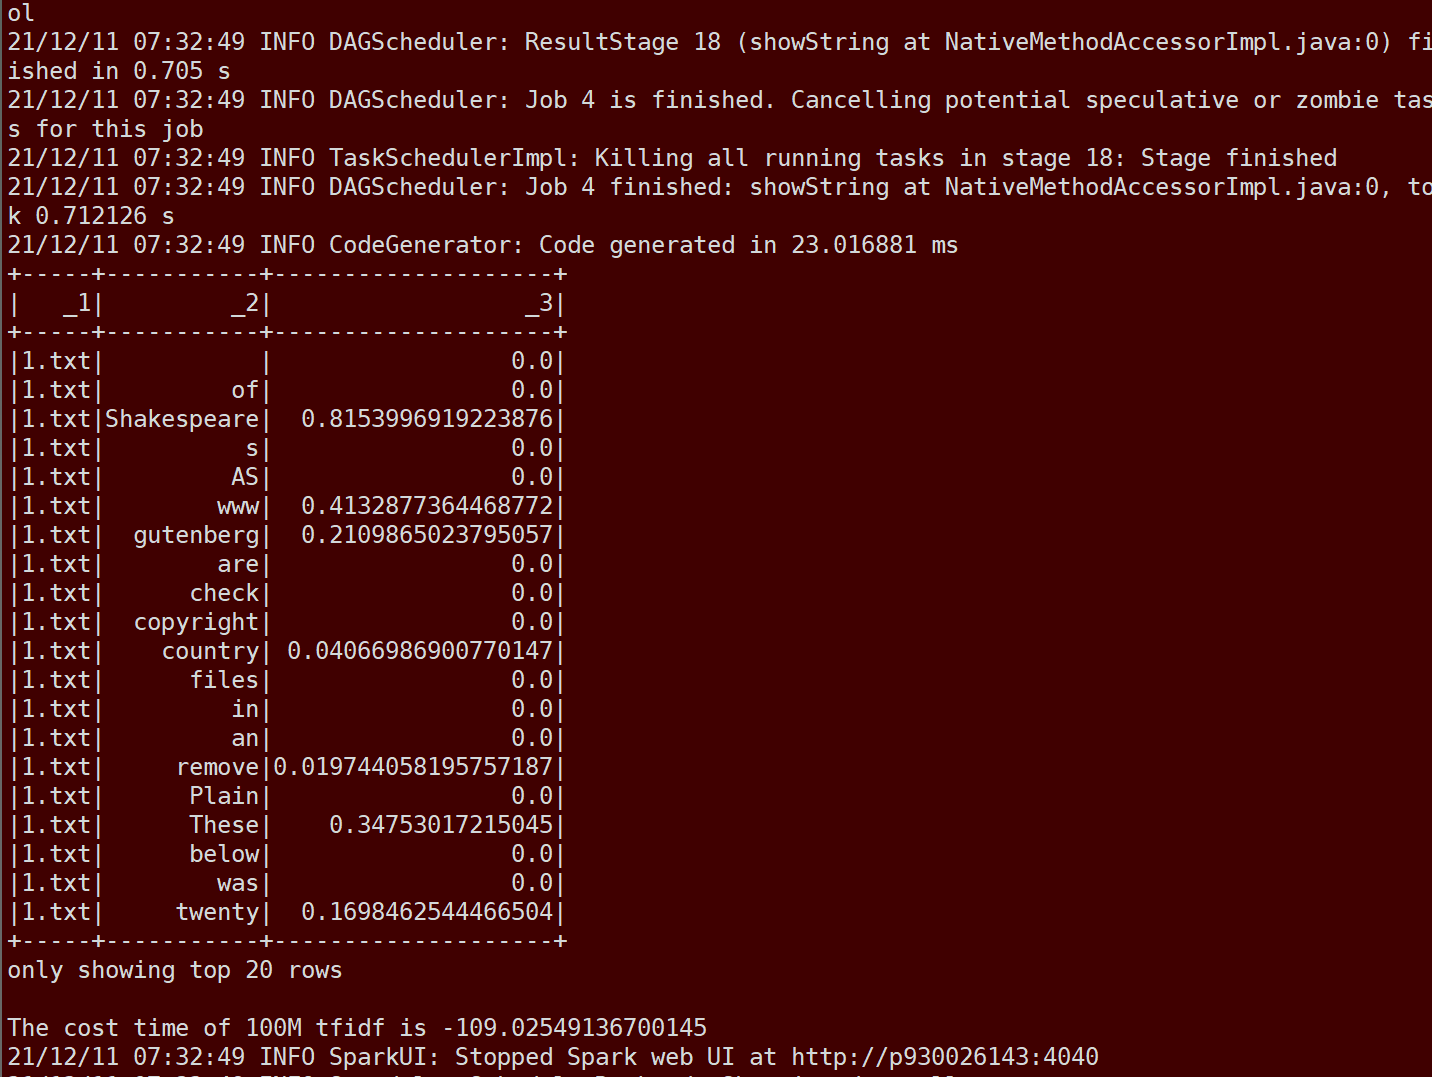 ol
21/12/11 07:32:49 INFO DAGScheduler: ResultStage 18 (showString at NativeMethodAccessorImpl.java:0) fi
ished in 0.705 s
21/12/11 07:32:49 INFO DAGScheduler: Job 4 is finished. Cancelling potential speculative or zombie tas
s for this job
21/12/11 07:32:49 INFO TaskSchedulerImpl: Killing all running tasks in stage 18: Stage finished
21/12/11 07:32:49 INFO DAGScheduler: Job 4 finished: showString at NativeMethodAccessorImpl.java:0, to
k 0.712126 s
21/12/11 07:32:49 INFO CodeGenerator: Code generated in 23.016881 ms
+-----+-----------+--------------------+
|   _1|         _2|                  _3|
+-----+-----------+--------------------+
|1.txt|           |                 0.0|
|1.txt|         of|                 0.0|
|1.txt|Shakespeare|  0.8153996919223876|
|1.txt|          s|                 0.0|
|1.txt|         AS|                 0.0|
|1.txt|        www|  0.4132877364468772|
|1.txt|  gutenberg|  0.2109865023795057|
|1.txt|        are|                 0.0|
|1.txt|      check|                 0.0|
|1.txt|  copyright|                 0.0|
|1.txt|    country| 0.04066986900770147|
|1.txt|      files|                 0.0|
|1.txt|         in|                 0.0|
|1.txt|         an|                 0.0|
|1.txt|     remove|0.019744058195757187|
|1.txt|      Plain|                 0.0|
|1.txt|      These|    0.34753017215045|
|1.txt|      below|                 0.0|
|1.txt|        was|                 0.0|
|1.txt|     twenty|  0.1698462544466504|
+-----+-----------+--------------------+
only showing top 20 rows
The cost time of 100M tfidf is -109.02549136700145
21/12/11 07:32:49 INFO SparkUI: Stopped Spark web UI at http://p930026143:4040